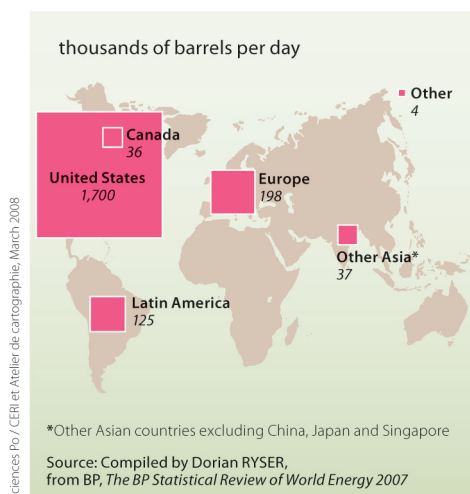 thousands of barrels per day
Other
4
Canada
36
United States
1,700
Europe
198
Other Asia*
37
Latin America
125
*Other Asian countries excluding China, Japan and Singapore
Source: Compiled by Dorian RYSER,
from BP, The BP Statistical Review of World Energy 2007
ciences Po / CERI et Atelier de cartographie, March 2008